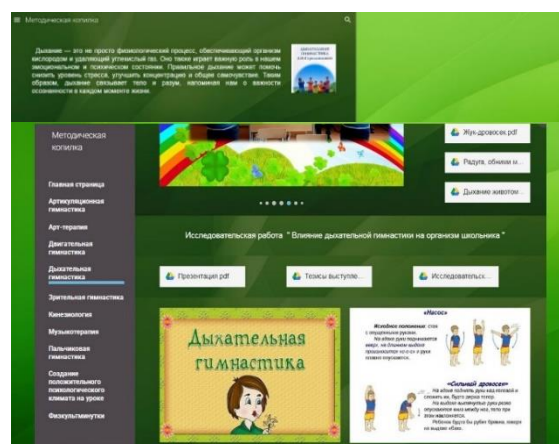 Методическая копилка
Дыхание — это не просто физиологический процесс, обеспечивающий организм
кислородом и удаляющий углекислый газ. Оно также играет важную роль в нашем
эмоциональном и психическом состоянии. Правильное дыхание может помочь
снизить уровень стресса, улучшить концентрацию и общее самочувствие. Таким
образом, дыхание связывает тело и разум, напоминая нам о важности
осознанности в каждом моменте жизни.
Методическая
копилка
Главная страница
Артикуляционная
гимнастика
Арт-терапия
Двигательная
гимнастика
Дыхательная
гимнастика
Зрительная гимнастика
Кинезиология
Музыкотерапия
Пальчиковая
гимнастика
Создание
положительного
психологического
климата на уроке
Физкультминутки
Жук-дровосек.pdf
Радуга, обними м...
Дыхание животом...
Исследовательская работа "Влияние дыхательной гимнастики на организм школьника"
Презентация.pdf
Тезисы выступле...
Исследовательск...
Дыхательная
гимнастика
«Насос»
Исходное положение: стоя
с опущенными руками.
«Сильный дровосек»